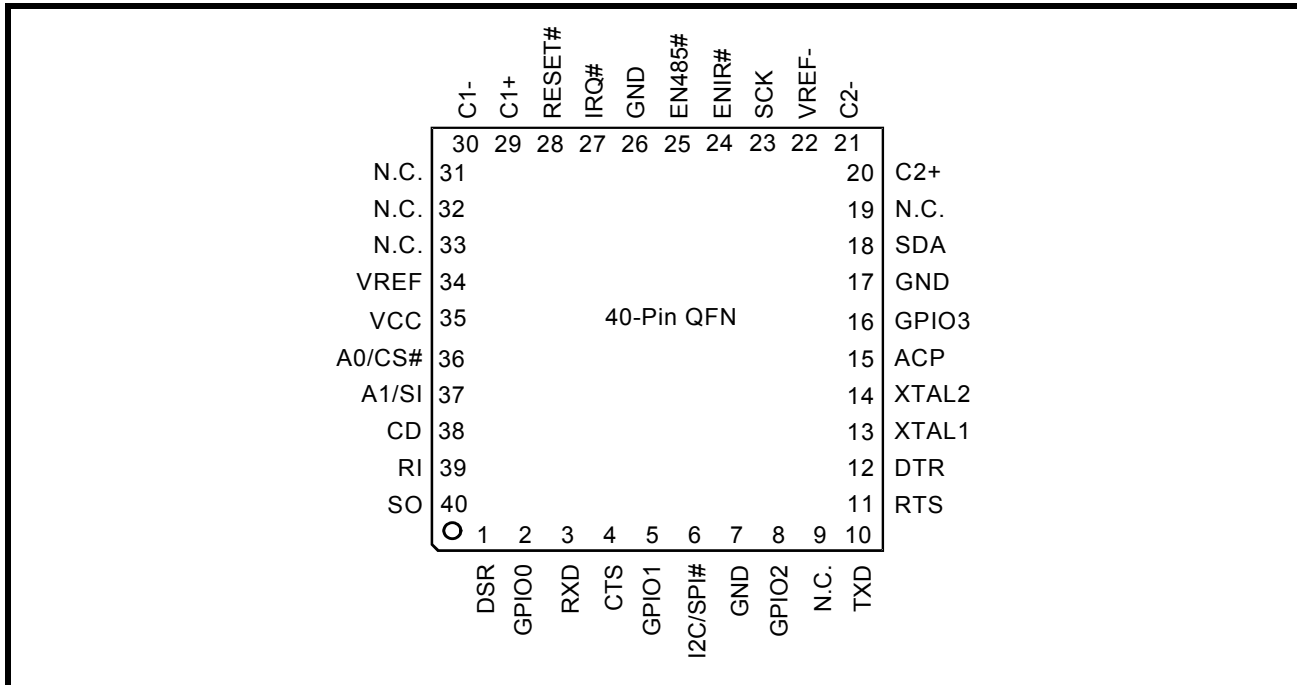 C1-
C1+
RESET#
IRQ#
GND
EN485#
ENIR#
SCK
VREF-
C2-
30 29 28 27 26 25 24 23 22 21
N.C. 31 20 C2+
N.C. 32 19 N.C.
N.C. 33 18 SDA
VREF 34 17 GND
VCC 35 40-Pin QFN 16 GPIO3
A0/CS# 36 15 ACP
A1/SI 37 14 XTAL2
CD 38 13 XTAL1
RI 39 12 DTR
SO 40 11 RTS
1 2 3 4 5 6 7 8 9 10
DSR
GPIO0
RXD
CTS
GPIO1
I2C/SPI#
GND
GPIO2
N.C.
TXD